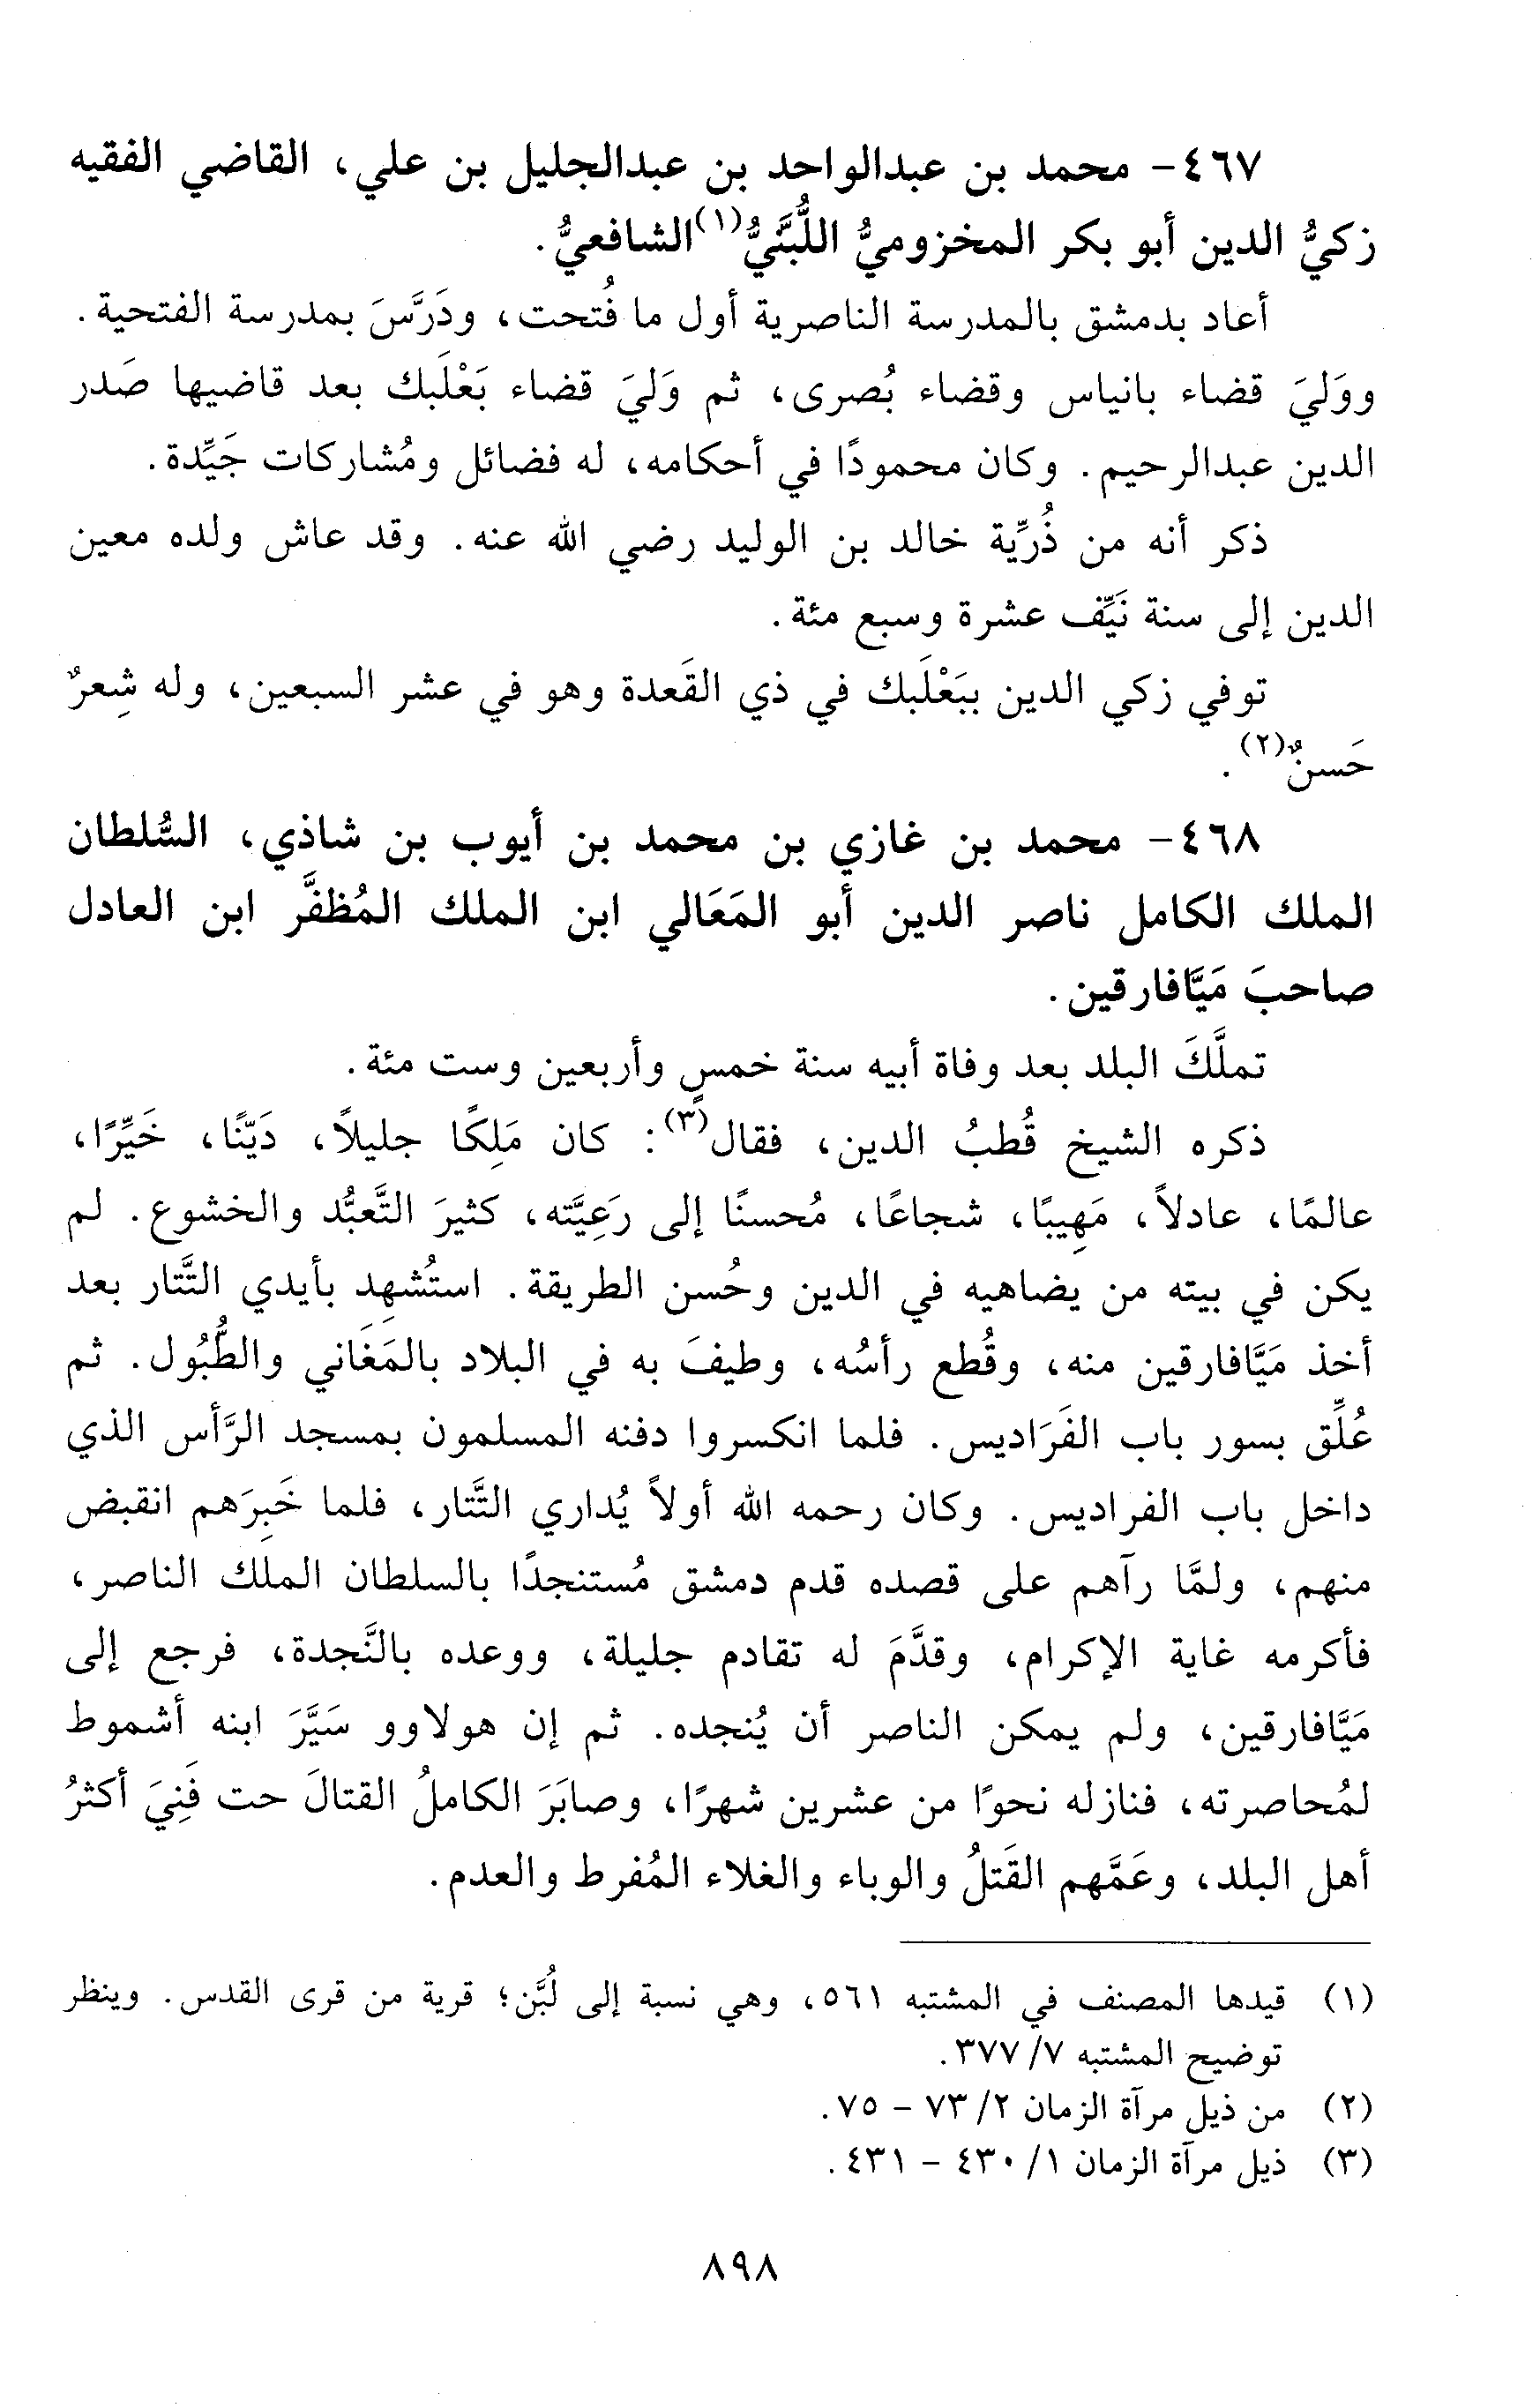 ٤٦٧- محمد بن عبدالواحد بن عبدالجليل بن علي، القاضي الفقيه
زكيُّ الدين أبو بكر المخزوميُّ اللُّبَّنيُّ(١) الشافعيُّ.
أعاد بدمشق بالمدرسة الناصرية أول ما فُتحت، ودَرَّسَ بمدرسة الفتحية.
ووَليَ قضاء بانياس وقضاء بُصرى، ثم وَليَ قضاء بَعْلَبك بعد قاضيها صَدر
الدين عبدالرحيم. وكان محمودًا في أحكامه، له فضائل ومُشاركات جَيِّدة.
ذكر أنه من ذُرِّية خالد بن الوليد رضي الله عنه. وقد عاش ولده معين
الدين إلى سنة نَيِّف عشرة وسبع مئة.
توفي زكي الدين ببَعْلَبك في ذي القَعدة وهو في عشر السبعين، وله شِعرٌ
حَسنٌ(٢).
٤٦٨- محمد بن غازي بن محمد بن أيوب بن شاذي، السُّلطان
الملك الكامل ناصر الدين أبو المَعَالي ابن الملك المُظفَّر ابن العادل
صاحبَ مَيَّافارقين.
تملَّكَ البلد بعد وفاة أبيه سنة خمسٍ وأربعين وست مئة.
ذكره الشيخ قُطبُ الدين، فقال(٣): كان مَلِكًا جليلاً، دَيّنًا، خَيِّرًا،
عالمًا، عادلاً، مَهِيبًا، شجاعًا، مُحسنًا إلى رَعِيَّته، كثيرَ التَّعبُّد والخشوع. لم
يكن في بيته من يضاهيه في الدين وحُسن الطريقة. استُشهِد بأيدي التَّتار بعد
أخذ مَيَّافارقين منه، وقُطع رأسُه، وطيفَ به في البلاد بالمَغَاني والطُّبُول. ثم
عُلِّق بسور باب الفَرَاديس. فلما انكسروا دفنه المسلمون بمسجد الرَّأس الذي
داخل باب الفراديس. وكان رحمه الله أولاً يُداري التَّتار، فلما خَبِرَهم انقبض
منهم، ولمَّا رآهم على قصده قدم دمشق مُستنجدًا بالسلطان الملك الناصر،
فأكرمه غاية الإكرام، وقدَّمَ له تقادم جليلة، ووعده بالنَّجدة، فرجع إلى
مَيَّافارقين، ولم يمكن الناصر أن يُنجده. ثم إن هولاوو سَيَّرَ ابنه أشموط
لمُحاصرته، فنازله نحوًا من عشرين شهرًا، وصابَرَ الكاملُ القتالَ حت فَنِيَ أكثرُ
أهل البلد، وعَمَّهم القَتلُ والوباء والغلاء المُفرط والعدم.
(١) قيدها المصنف في المشتبه ٥٦١، وهي نسبة إلى لُبَّن؛ قرية من قرى القدس. وينظر
توضيح المشتبه ٧/ ٣٧٧.
(٢) من ذيل مرآة الزمان ٢/ ٧٣ - ٧٥.
(٣) ذيل مرآة الزمان ١/ ٤٣٠ - ٤٣١.
٨٩٨